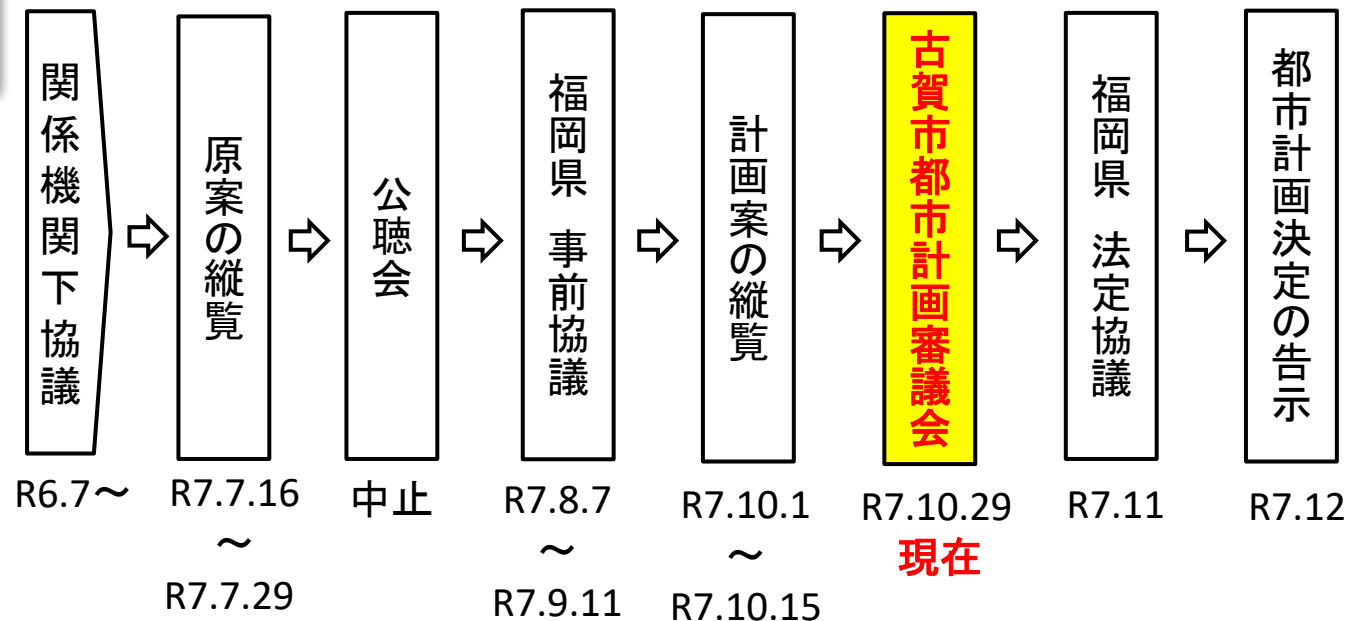 関係機関下協議
原案の縦覧
公聴会
福岡県 事前協議
計画案の縦覧
古賀市都市計画審議会
福岡県 法定協議
都市計画決定の告示
R6.7～
R7.7.16
～
R7.7.29
中止
R7.8.7
～
R7.9.11
R7.10.1
～
R7.10.15
R7.10.29
現在
R7.11
R7.12